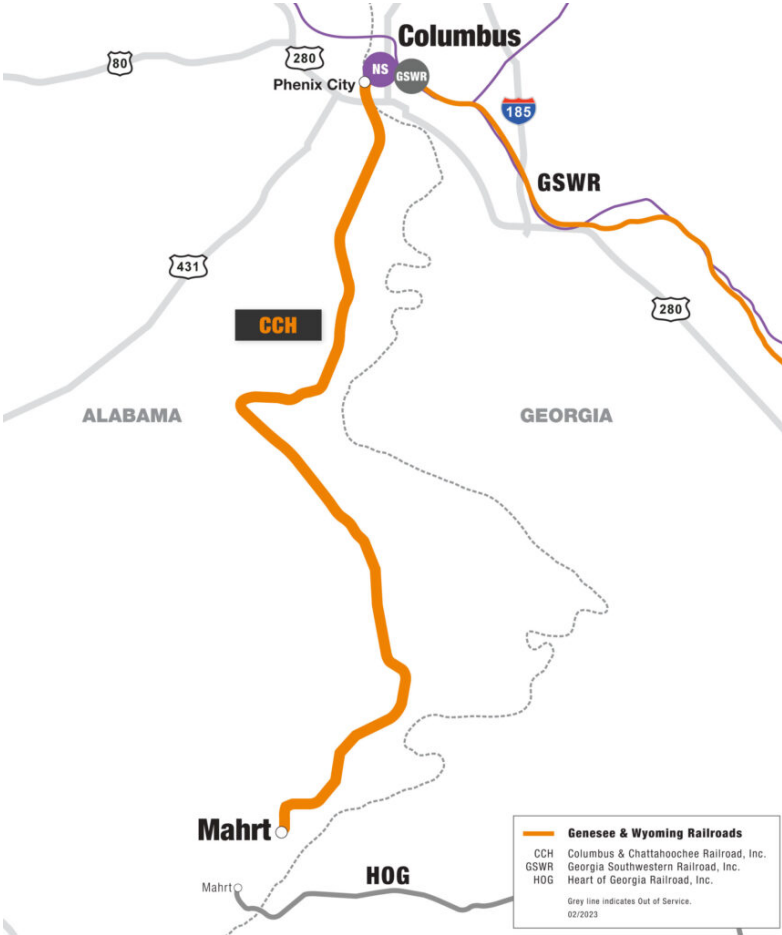 Columbus
80
280
NS
GSWR
Phenix City
185
GSWR
431
280
CCH
ALABAMA
GEORGIA
Mahrt
Mahrt
HOG
Genesee & Wyoming Railroads
CCH Columbus & Chattahoochee Railroad, Inc.
GSWR Georgia Southwestern Railroad, Inc.
HOG Heart of Georgia Railroad, Inc.
Grey line indicates Out of Service.
02/2023